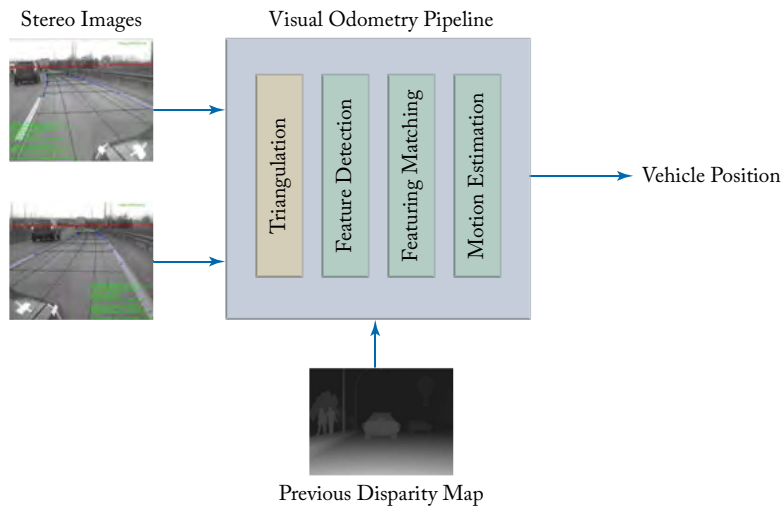 Stereo Images
Visual Odometry Pipeline
Triangulation
Feature Detection
Featuring Matching
Motion Estimation
Vehicle Position
Previous Disparity Map